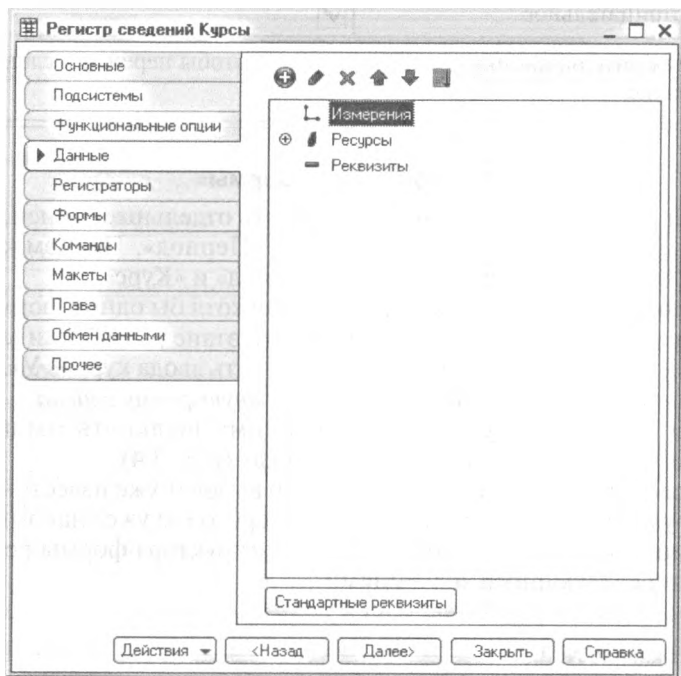 Регистр сведений Курсы
Основные
Подсистемы
Функциональные опции
Данные
Регистраторы
Формы
Команды
Макеты
Права
Обмен данными
Прочее
Измерения
Ресурсы
Реквизиты
Стандартные реквизиты
Действия
<Назад
Далее>
Закрыть
Справка